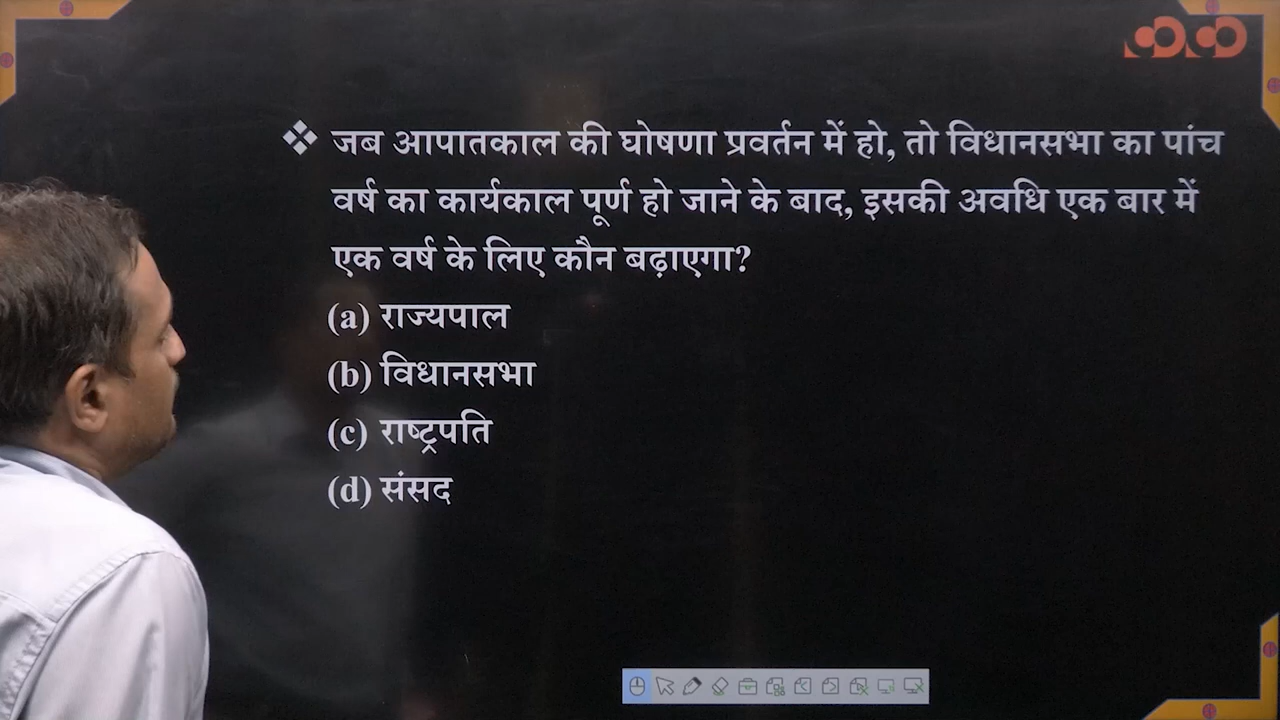 ❖ जब आपातकाल की घोषणा प्रवर्तन में हो, तो विधानसभा का पांच
वर्ष का कार्यकाल पूर्ण हो जाने के बाद, इसकी अवधि एक बार में
एक वर्ष के लिए कौन बढ़ाएगा?
(a) राज्यपाल
(b) विधानसभा
(c) राष्ट्रपति
(d) संसद